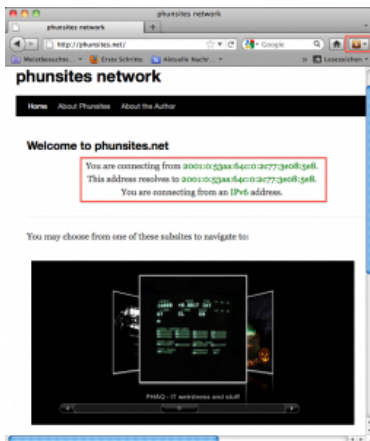 phunsites network
phunsites network
http://phunsites.net/
Google
Meistbesuchte...
Erste Schritte
Aktuelle Nachr...
Lesezeichen
phunsites network
Home
About Phunsites
About the Author
Welcome to phunsites.net
You are connecting from 2001:0:53aa:64c:0:2c77:3e08:5ef8.
This address resolves to 2001:0:53aa:64c:0:2c77:3e08:5ef8.
You are connecting from an IPv6 address.
You may choose from one of these subsites to navigate to:
PHAQ - IT weirdness and stuff